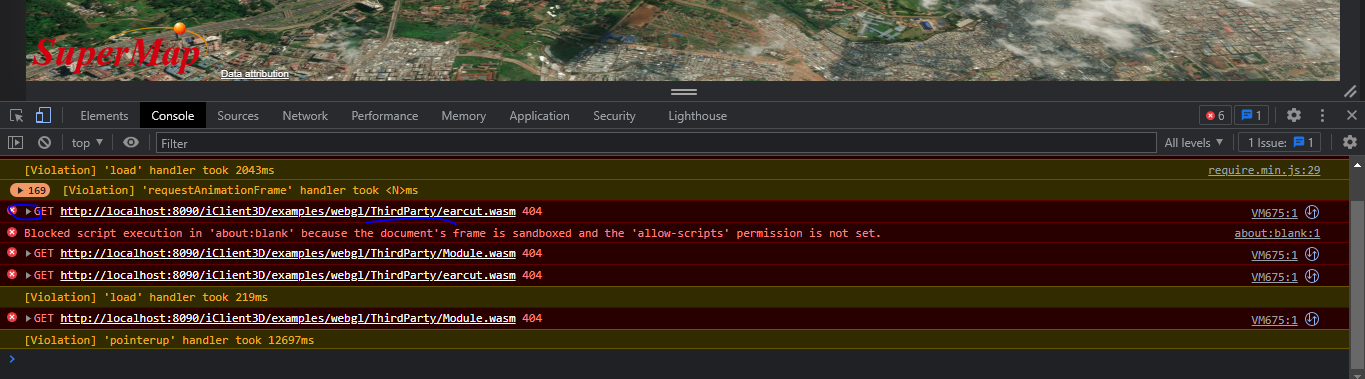 SuperMap
Data attribution
Elements Console Sources Network Performance Memory Application Security Lighthouse 6 1
top Filter All levels 1 Issue: 1
[Violation] 'load' handler took 2043ms require.min.js:29
169 [Violation] 'requestAnimationFrame' handler took <N>ms
GET http://localhost:8090/iClient3D/examples/webgl/ThirdParty/earcut.wasm 404 VM675:1
Blocked script execution in 'about:blank' because the document's frame is sandboxed and the 'allow-scripts' permission is not set. about:blank:1
GET http://localhost:8090/iClient3D/examples/webgl/ThirdParty/Module.wasm 404 VM675:1
GET http://localhost:8090/iClient3D/examples/webgl/ThirdParty/earcut.wasm 404 VM675:1
[Violation] 'load' handler took 219ms
GET http://localhost:8090/iClient3D/examples/webgl/ThirdParty/Module.wasm 404 VM675:1
[Violation] 'pointerup' handler took 12697ms